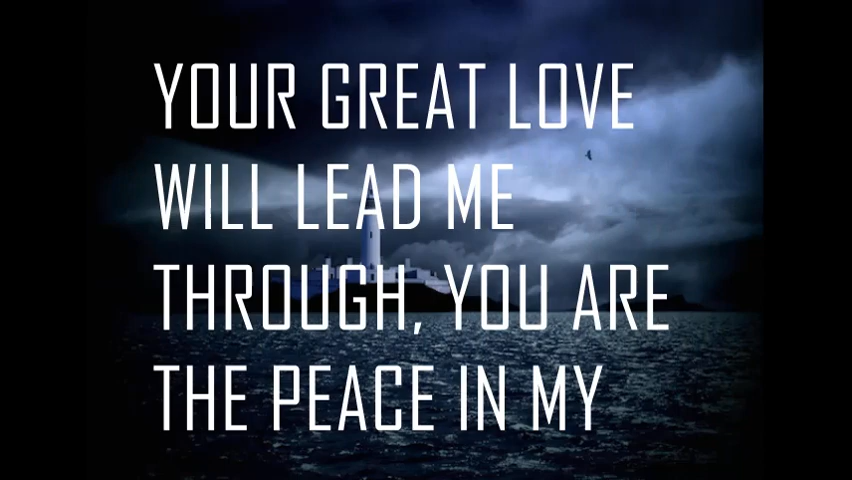 YOUR GREAT LOVE
WILL LEAD ME
THROUGH, YOU ARE
THE PEACE IN MY